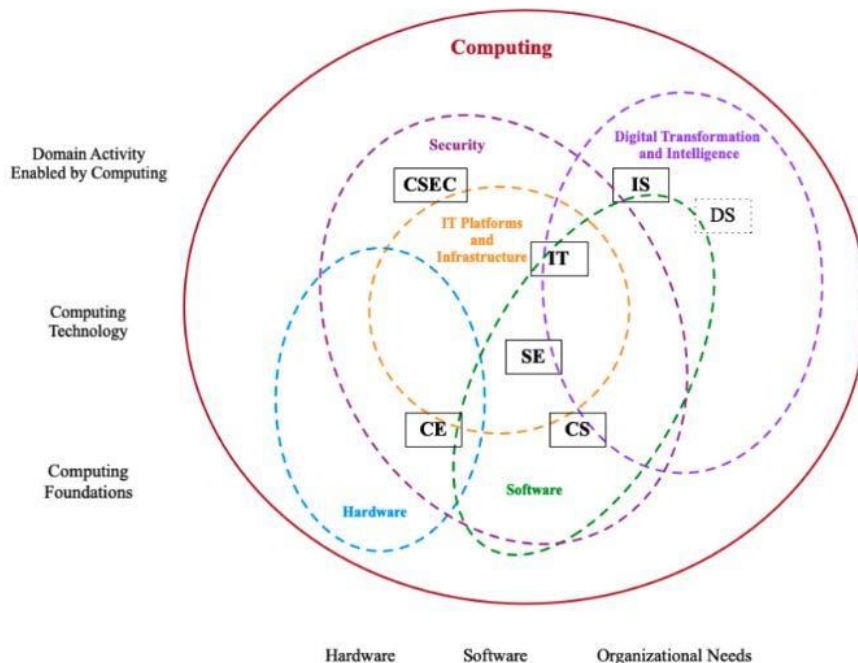 Computing
Domain Activity
Enabled by Computing
Security
Digital Transformation
and Intelligence
CSEC
IS
DS
IT Platforms
and
Infrastructure
IT
Computing
Technology
SE
CE
CS
Computing
Foundations
Hardware
Software
Hardware
Software
Organizational Needs